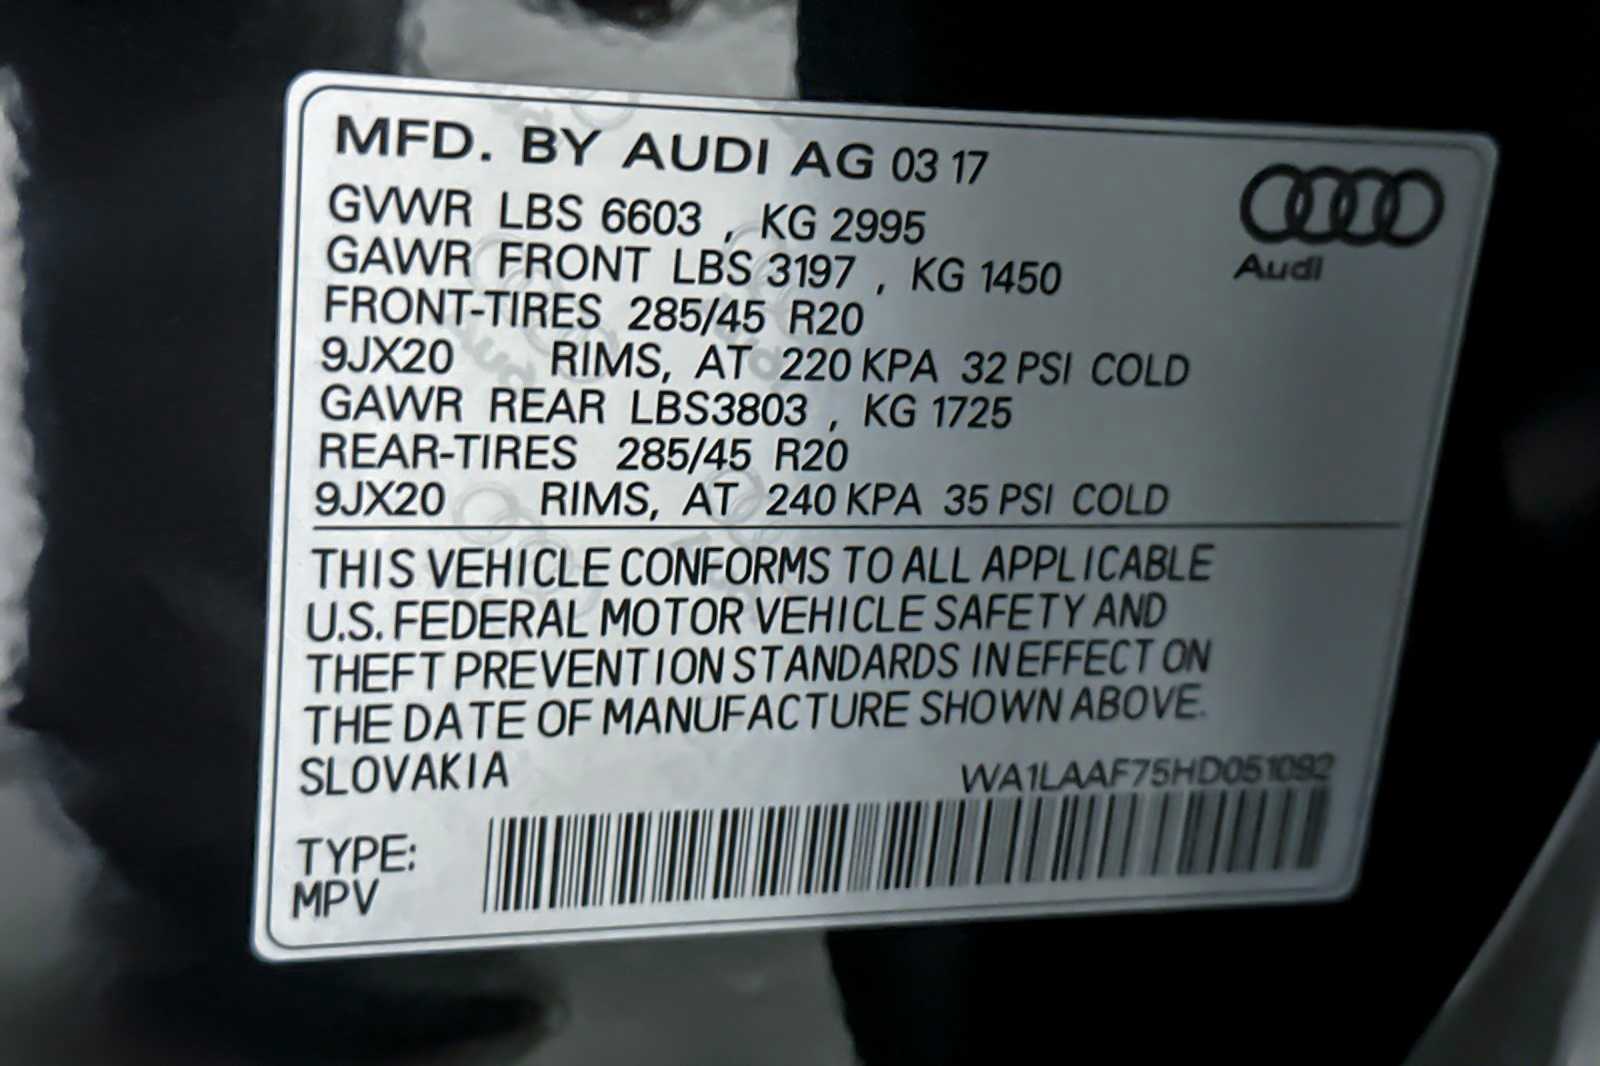 MFD. BY AUDI AG 03 17
GVWR LBS 6603 , KG 2995
GAWR FRONT LBS 3197 , KG 1450
FRONT-TIRES 285/45 R20
9JX20 RIMS, AT 220 KPA 32 PSI COLD
GAWR REAR LBS3803 , KG 1725
REAR-TIRES 285/45 R20
9JX20 RIMS, AT 240 KPA 35 PSI COLD
Audi
THIS VEHICLE CONFORMS TO ALL APPLICABLE
U.S. FEDERAL MOTOR VEHICLE SAFETY AND
THEFT PREVENTION STANDARDS IN EFFECT ON
THE DATE OF MANUFACTURE SHOWN ABOVE.
SLOVAKIA
WA1LAAF75HD051092
TYPE:
MPV